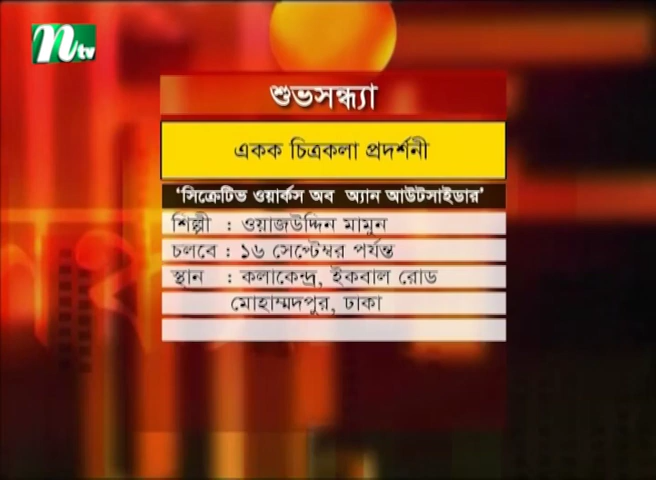 ntv
শুভসন্ধ্যা
একক চিত্রকলা প্রদর্শনী
‘সিক্রেটিভ ওয়ার্কস অব অ্যান আউটসাইডার’
শিল্পী : ওয়াজউদ্দিন মামুন
চলবে : ১৬ সেপ্টেম্বর পর্যন্ত
স্থান : কলাকেন্দ্র, ইকবাল রোড
মোহাম্মদপুর, ঢাকা